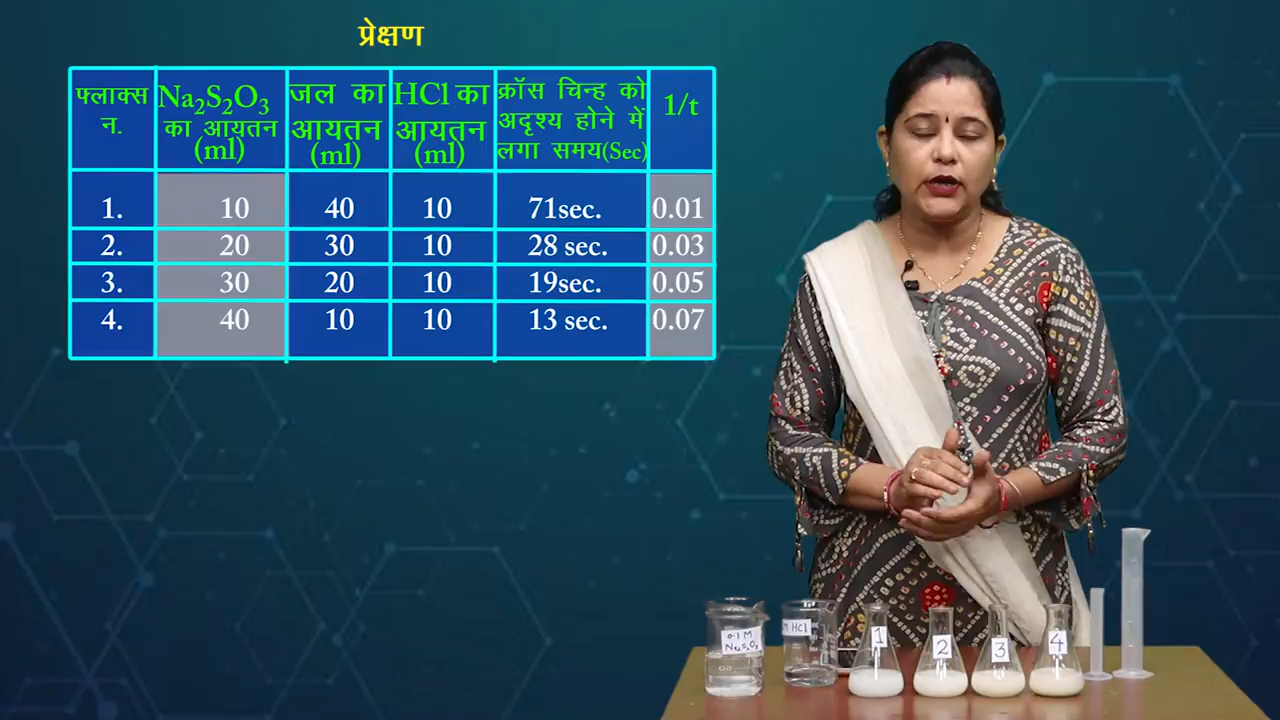 प्रेक्षण
फ्लाक्स न.
Na₂S₂O₃ का आयतन (ml)
जल का आयतन (ml)
HCl का आयतन (ml)
क्रॉस चिन्ह को अदृश्य होने में लगा समय(Sec)
1/t
1. 10 40 10 71sec. 0.01
2. 20 30 10 28 sec. 0.03
3. 30 20 10 19sec. 0.05
4. 40 10 10 13 sec. 0.07
0.1 M
Na₂S₂O₃
M HCl
1
2
3
4